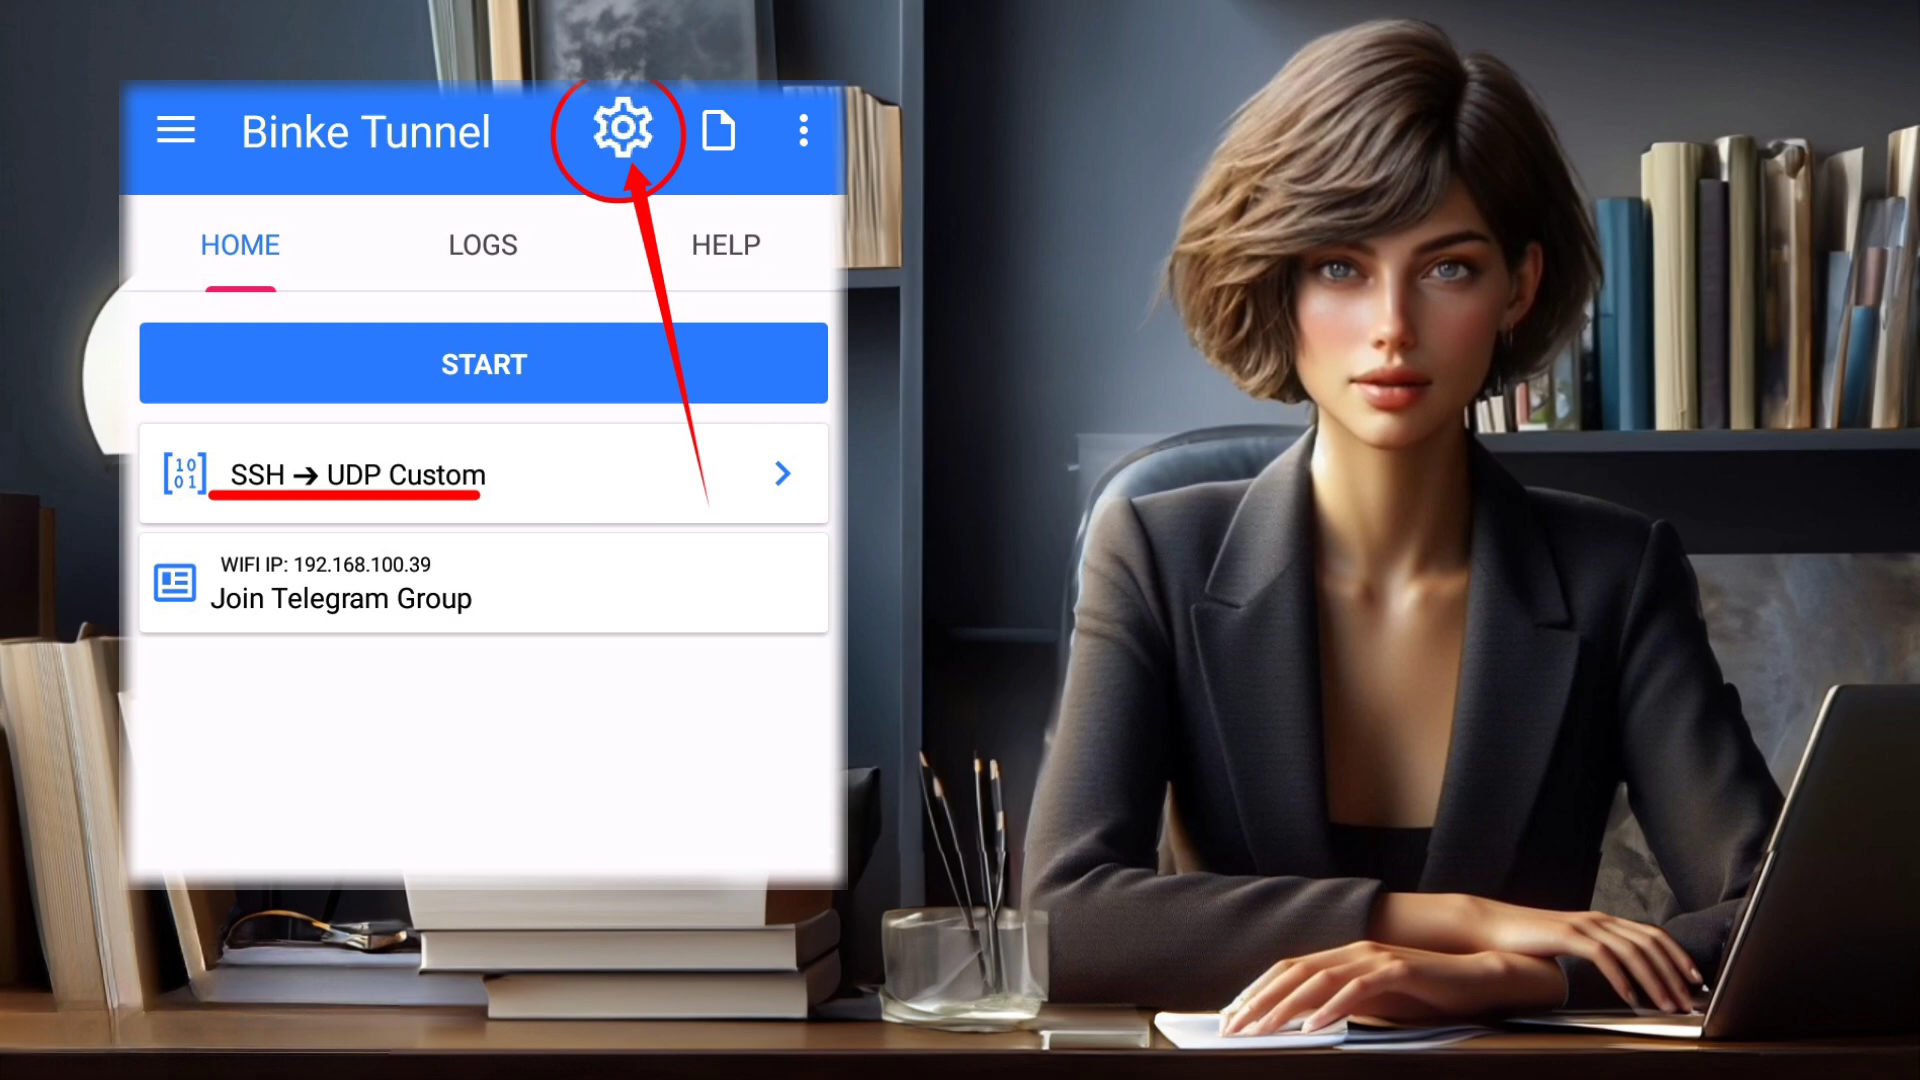 Binke Tunnel
HOME LOGS HELP
START
10
01
SSH → UDP Custom
WIFI IP: 192.168.100.39
Join Telegram Group